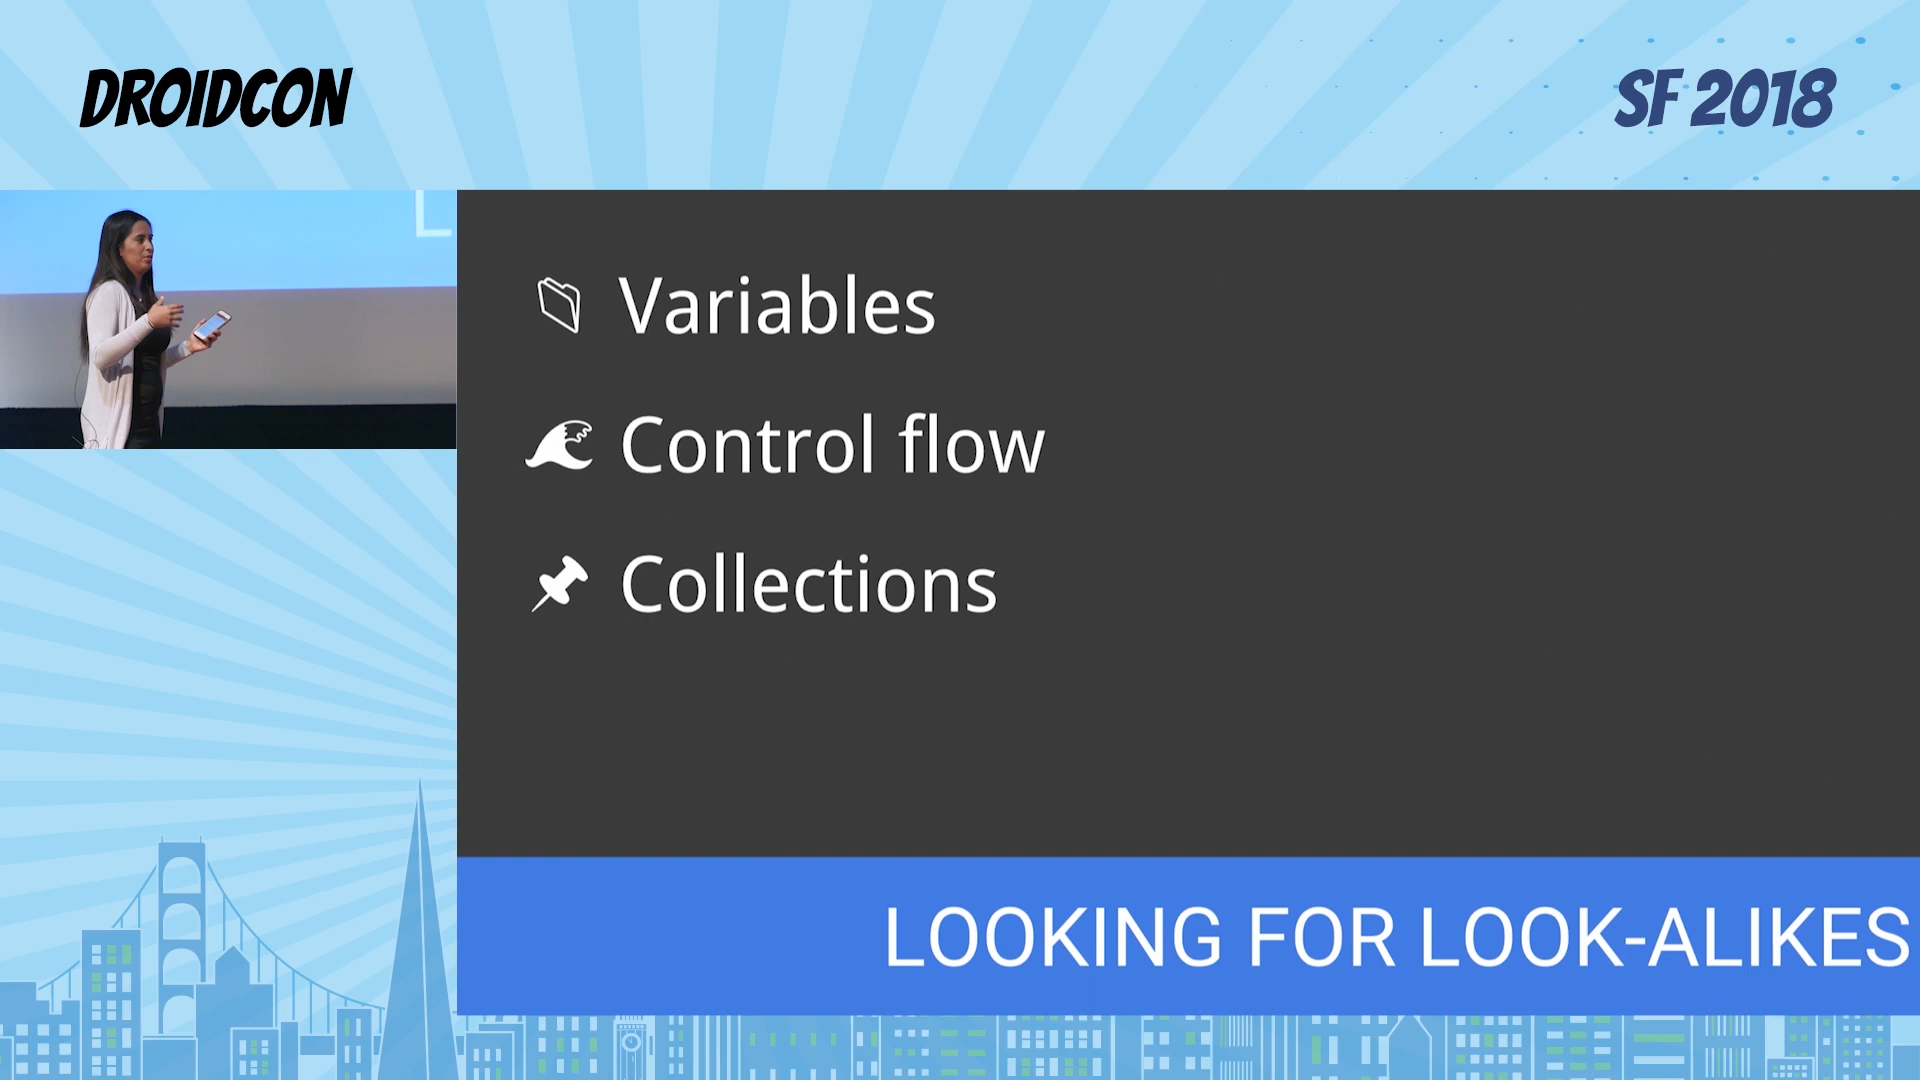 DROIDCON
SF 2018
Variables
Control flow
Collections
LOOKING FOR LOOK-ALIKES